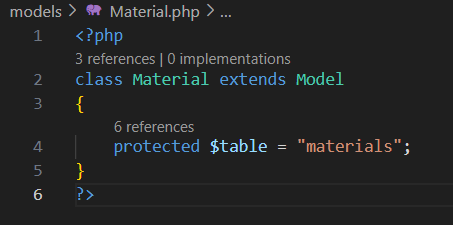 models > Material.php > ...
1 <?php
3 references | 0 implementations
2 class Material extends Model
3 {
6 references
4 protected $table = "materials";
5 }
6 ?>